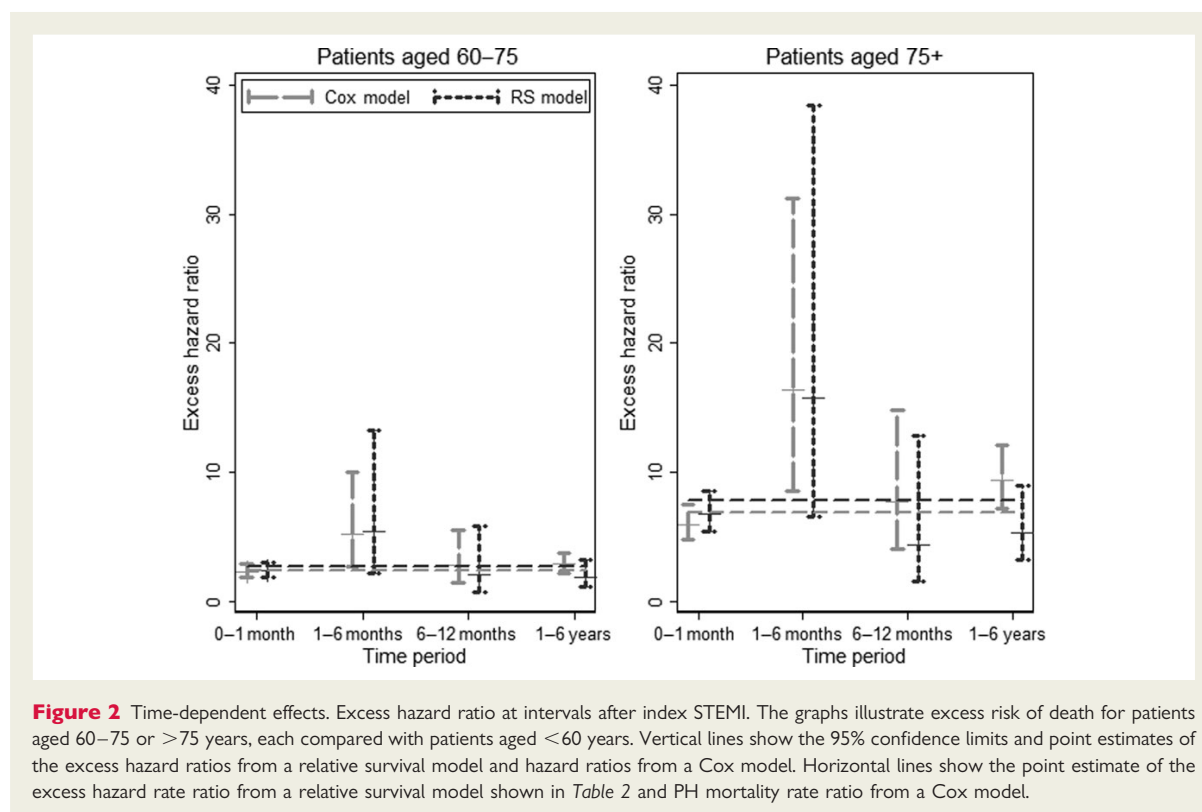 Patients aged 60–75
Patients aged 75+
Cox model
RS model
Excess hazard ratio
40
30
20
10
0
0–1 month
1–6 months
6–12 months
1–6 years
Time period
Excess hazard ratio
40
30
20
10
0
0–1 month
1–6 months
6–12 months
1–6 years
Time period
Figure 2 Time-dependent effects. Excess hazard ratio at intervals after index STEMI. The graphs illustrate excess risk of death for patients
aged 60–75 or >75 years, each compared with patients aged <60 years. Vertical lines show the 95% confidence limits and point estimates of
the excess hazard ratios from a relative survival model and hazard ratios from a Cox model. Horizontal lines show the point estimate of the
excess hazard rate ratio from a relative survival model shown in Table 2 and PH mortality rate ratio from a Cox model.